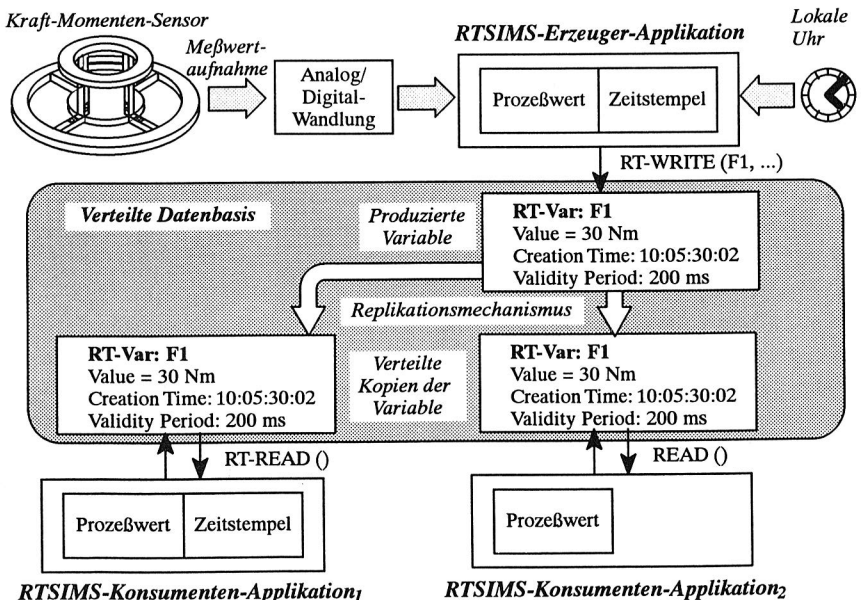 Kraft-Momenten-Sensor
Meßwert-
aufnahme
Analog/
Digital-
Wandlung
RTSIMS-Erzeuger-Applikation
Prozeßwert
Zeitstempel
Lokale
Uhr
RT-WRITE (F1, ...)
Verteilte Datenbasis
Produzierte
Variable
RT-Var: F1
Value = 30 Nm
Creation Time: 10:05:30:02
Validity Period: 200 ms
Replikationsmechanismus
RT-Var: F1
Value = 30 Nm
Creation Time: 10:05:30:02
Validity Period: 200 ms
Verteilte
Kopien der
Variable
RT-Var: F1
Value = 30 Nm
Creation Time: 10:05:30:02
Validity Period: 200 ms
RT-READ ()
READ ()
Prozeßwert
Zeitstempel
Prozeßwert
RTSIMS-Konsumenten-Applikation1
RTSIMS-Konsumenten-Applikation2